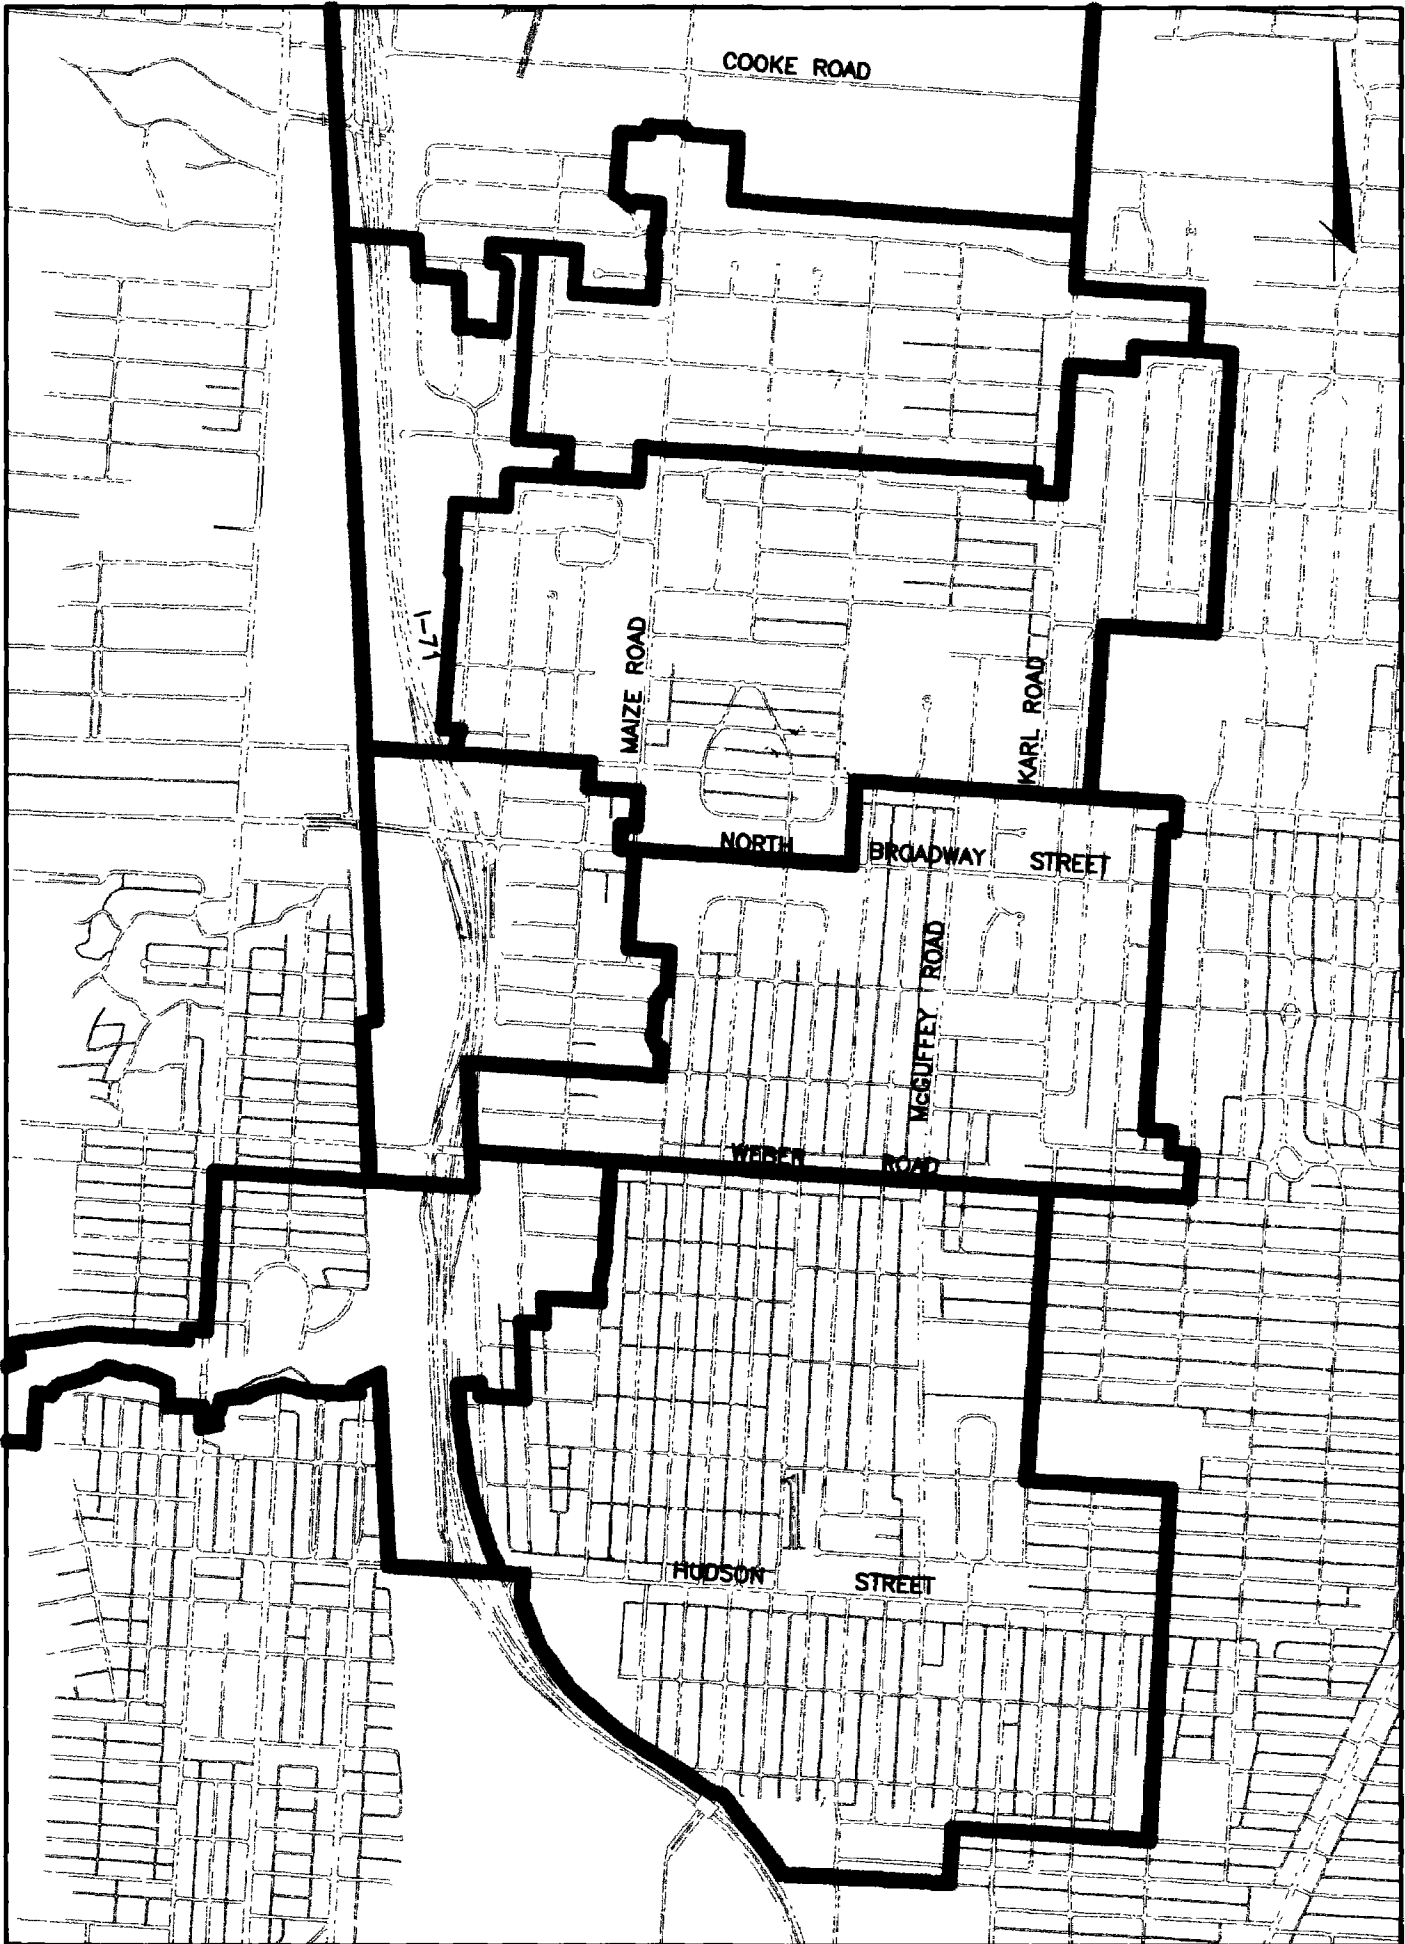 COOKE ROAD
I-71
MAIZE ROAD
KARL ROAD
NORTH BROADWAY STREET
McGUFFEY ROAD
WEBER ROAD
HUDSON STREET